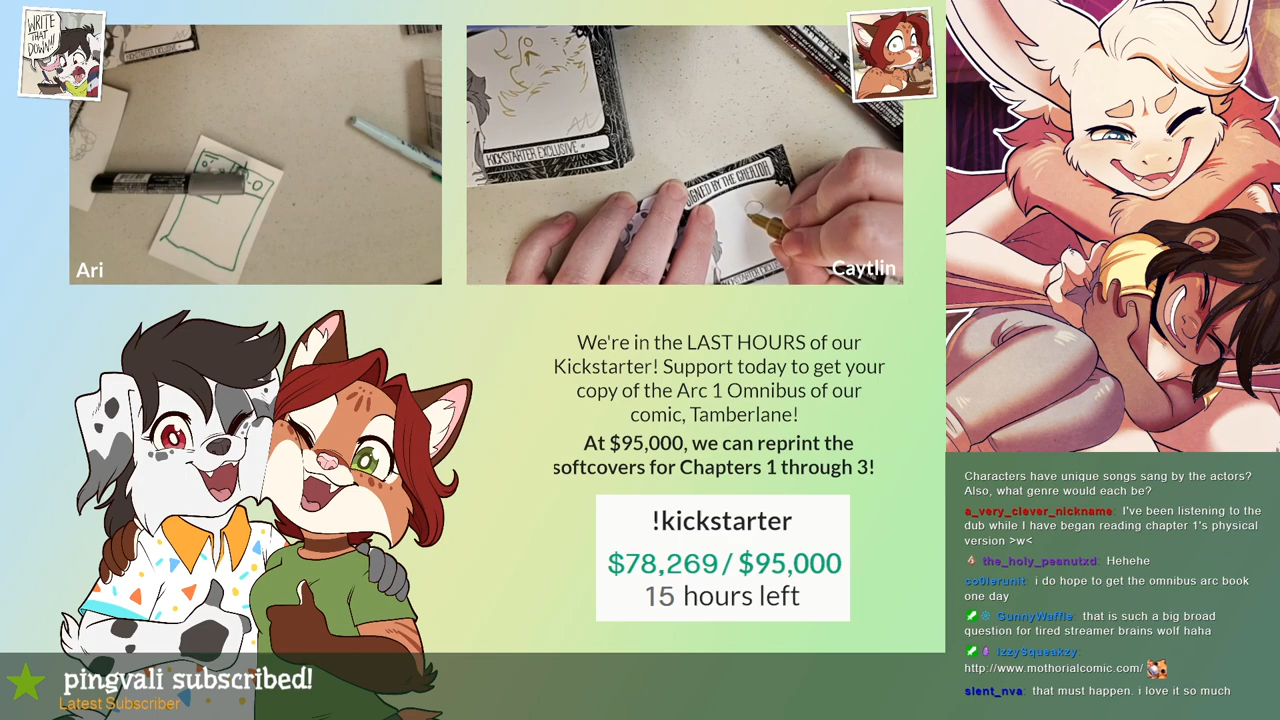 WRITE
THAT
DOWN!!!
KICKSTARTER EXCLUSIVE
SIGNED BY THE CREATOR
Ari
Caytlin
We're in the LAST HOURS of our
Kickstarter! Support today to get your
copy of the Arc 1 Omnibus of our
comic, Tamberlane!
At $95,000, we can reprint the
softcovers for Chapters 1 through 3!
!kickstarter
$78,269 / $95,000
15 hours left
pingvali subscribed!
Latest Subscriber
Characters have unique songs sang by the actors?
Also, what genre would each be?
a_very_clever_nickname: I've been listening to the
dub while I have began reading chapter 1's physical
version >w<
the_holy_peanutxd: Hehehe
co0lerunit: i do hope to get the omnibus arc book
one day
GunnyWaffle: that is such a big broad
question for tired streamer brains wolf haha
IzzySqueakzy:
http://www.mothorialcomic.com/
slent_nva: that must happen. i love it so much